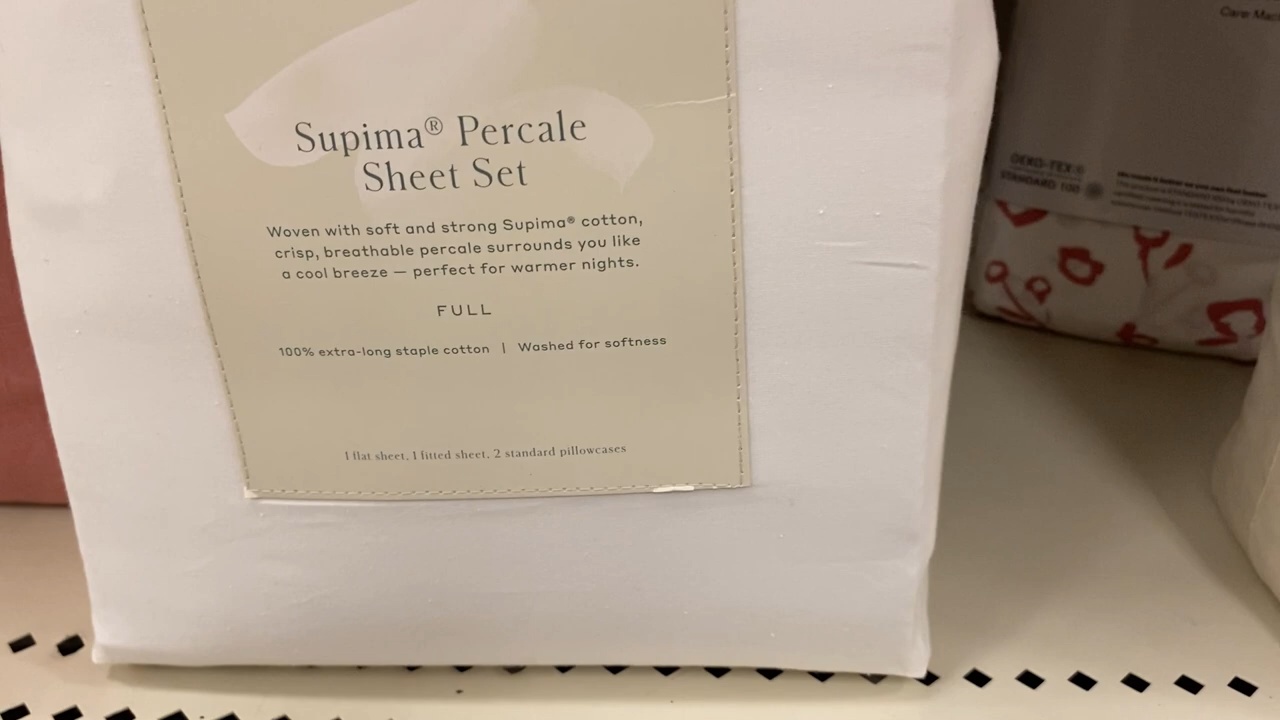 Supima® Percale
Sheet Set
Woven with soft and strong Supima® cotton,
crisp, breathable percale surrounds you like
a cool breeze — perfect for warmer nights.
FULL
100% extra-long staple cotton | Washed for softness
1 flat sheet, 1 fitted sheet, 2 standard pillowcases
OEKO-TEX®
STANDARD 100